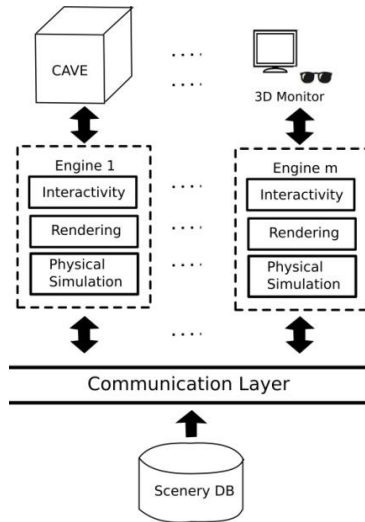 CAVE
3D Monitor
Engine 1
Interactivity
Rendering
Physical
Simulation
Engine m
Interactivity
Rendering
Physical
Simulation
Communication Layer
Scenery DB